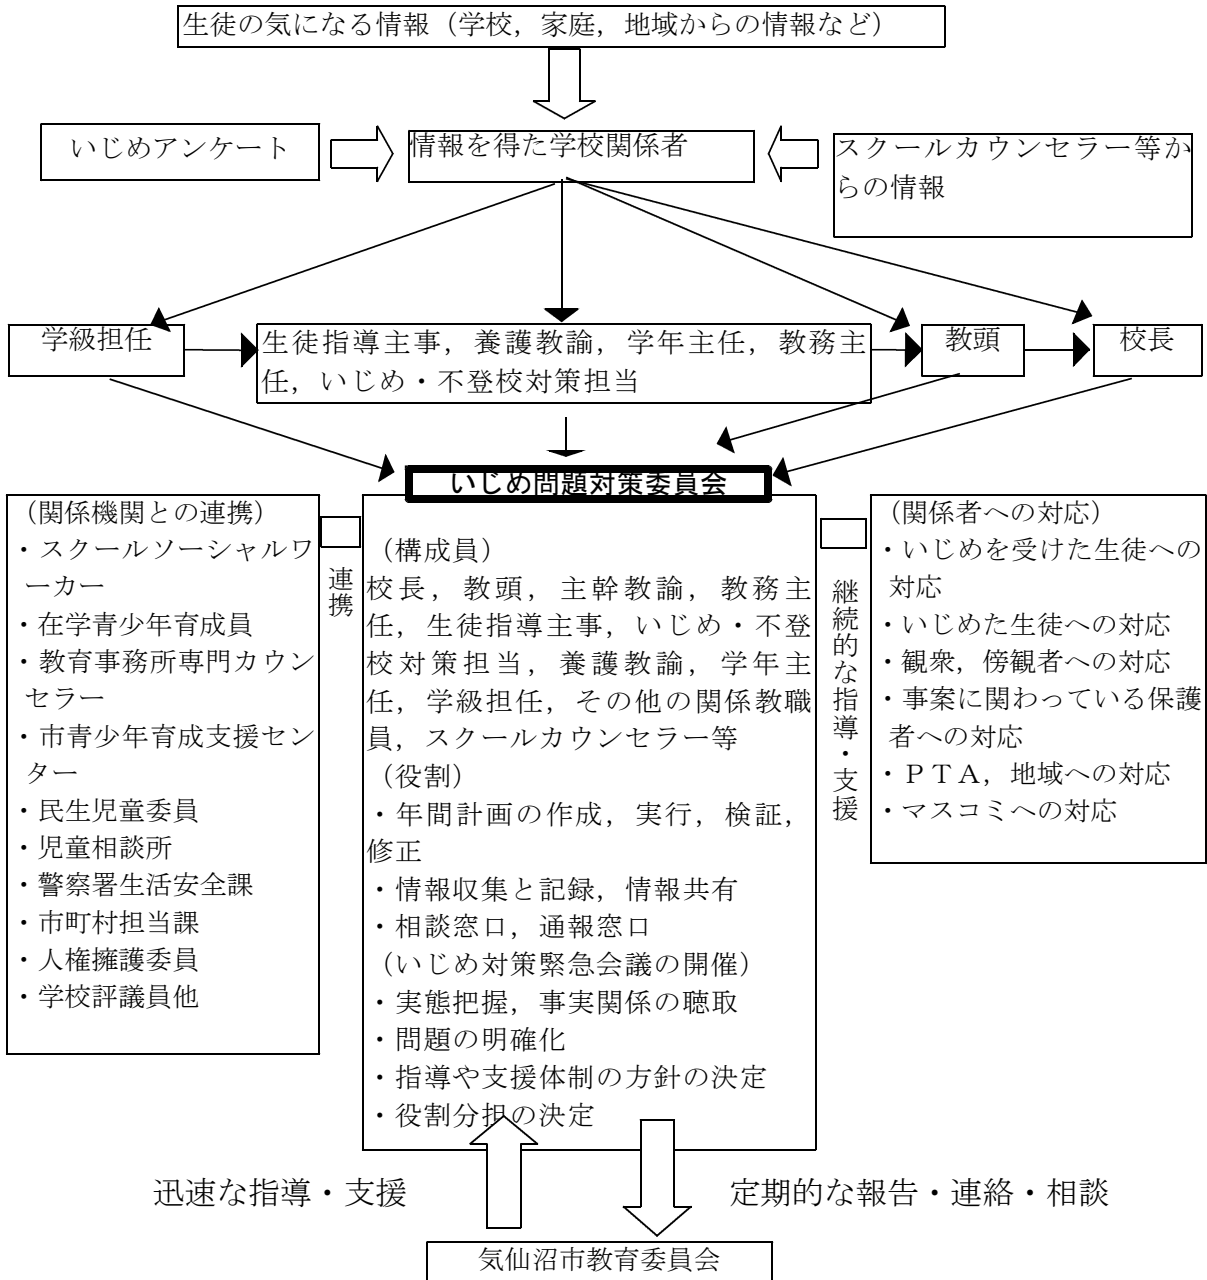 生徒の気になる情報（学校，家庭，地域からの情報など）
いじめアンケート
情報を得た学校関係者
スクールカウンセラー等か
らの情報
学級担任
生徒指導主事，養護教諭，学年主任，教務主
任，いじめ・不登校対策担当
教頭
校長
いじめ問題対策委員会
（関係機関との連携）
・スクールソーシャルワ
ーカー
・在学青少年育成員
・教育事務所専門カウン
セラー
・市青少年育成支援セン
ター
・民生児童委員
・児童相談所
・警察署生活安全課
・市町村担当課
・人権擁護委員
・学校評議員他
連携
（構成員）
校長，教頭，主幹教諭，教務主
任，生徒指導主事，いじめ・不登
校対策担当，養護教諭，学年主
任，学級担任，その他の関係教職
員，スクールカウンセラー等
（役割）
・年間計画の作成，実行，検証，
修正
・情報収集と記録，情報共有
・相談窓口，通報窓口
（いじめ対策緊急会議の開催）
・実態把握，事実関係の聴取
・問題の明確化
・指導や支援体制の方針の決定
・役割分担の決定
継続的な指導・支援
（関係者への対応）
・いじめを受けた生徒への
対応
・いじめた生徒への対応
・観衆，傍観者への対応
・事案に関わっている保護
者への対応
・ＰＴＡ，地域への対応
・マスコミへの対応
迅速な指導・支援
定期的な報告・連絡・相談
気仙沼市教育委員会